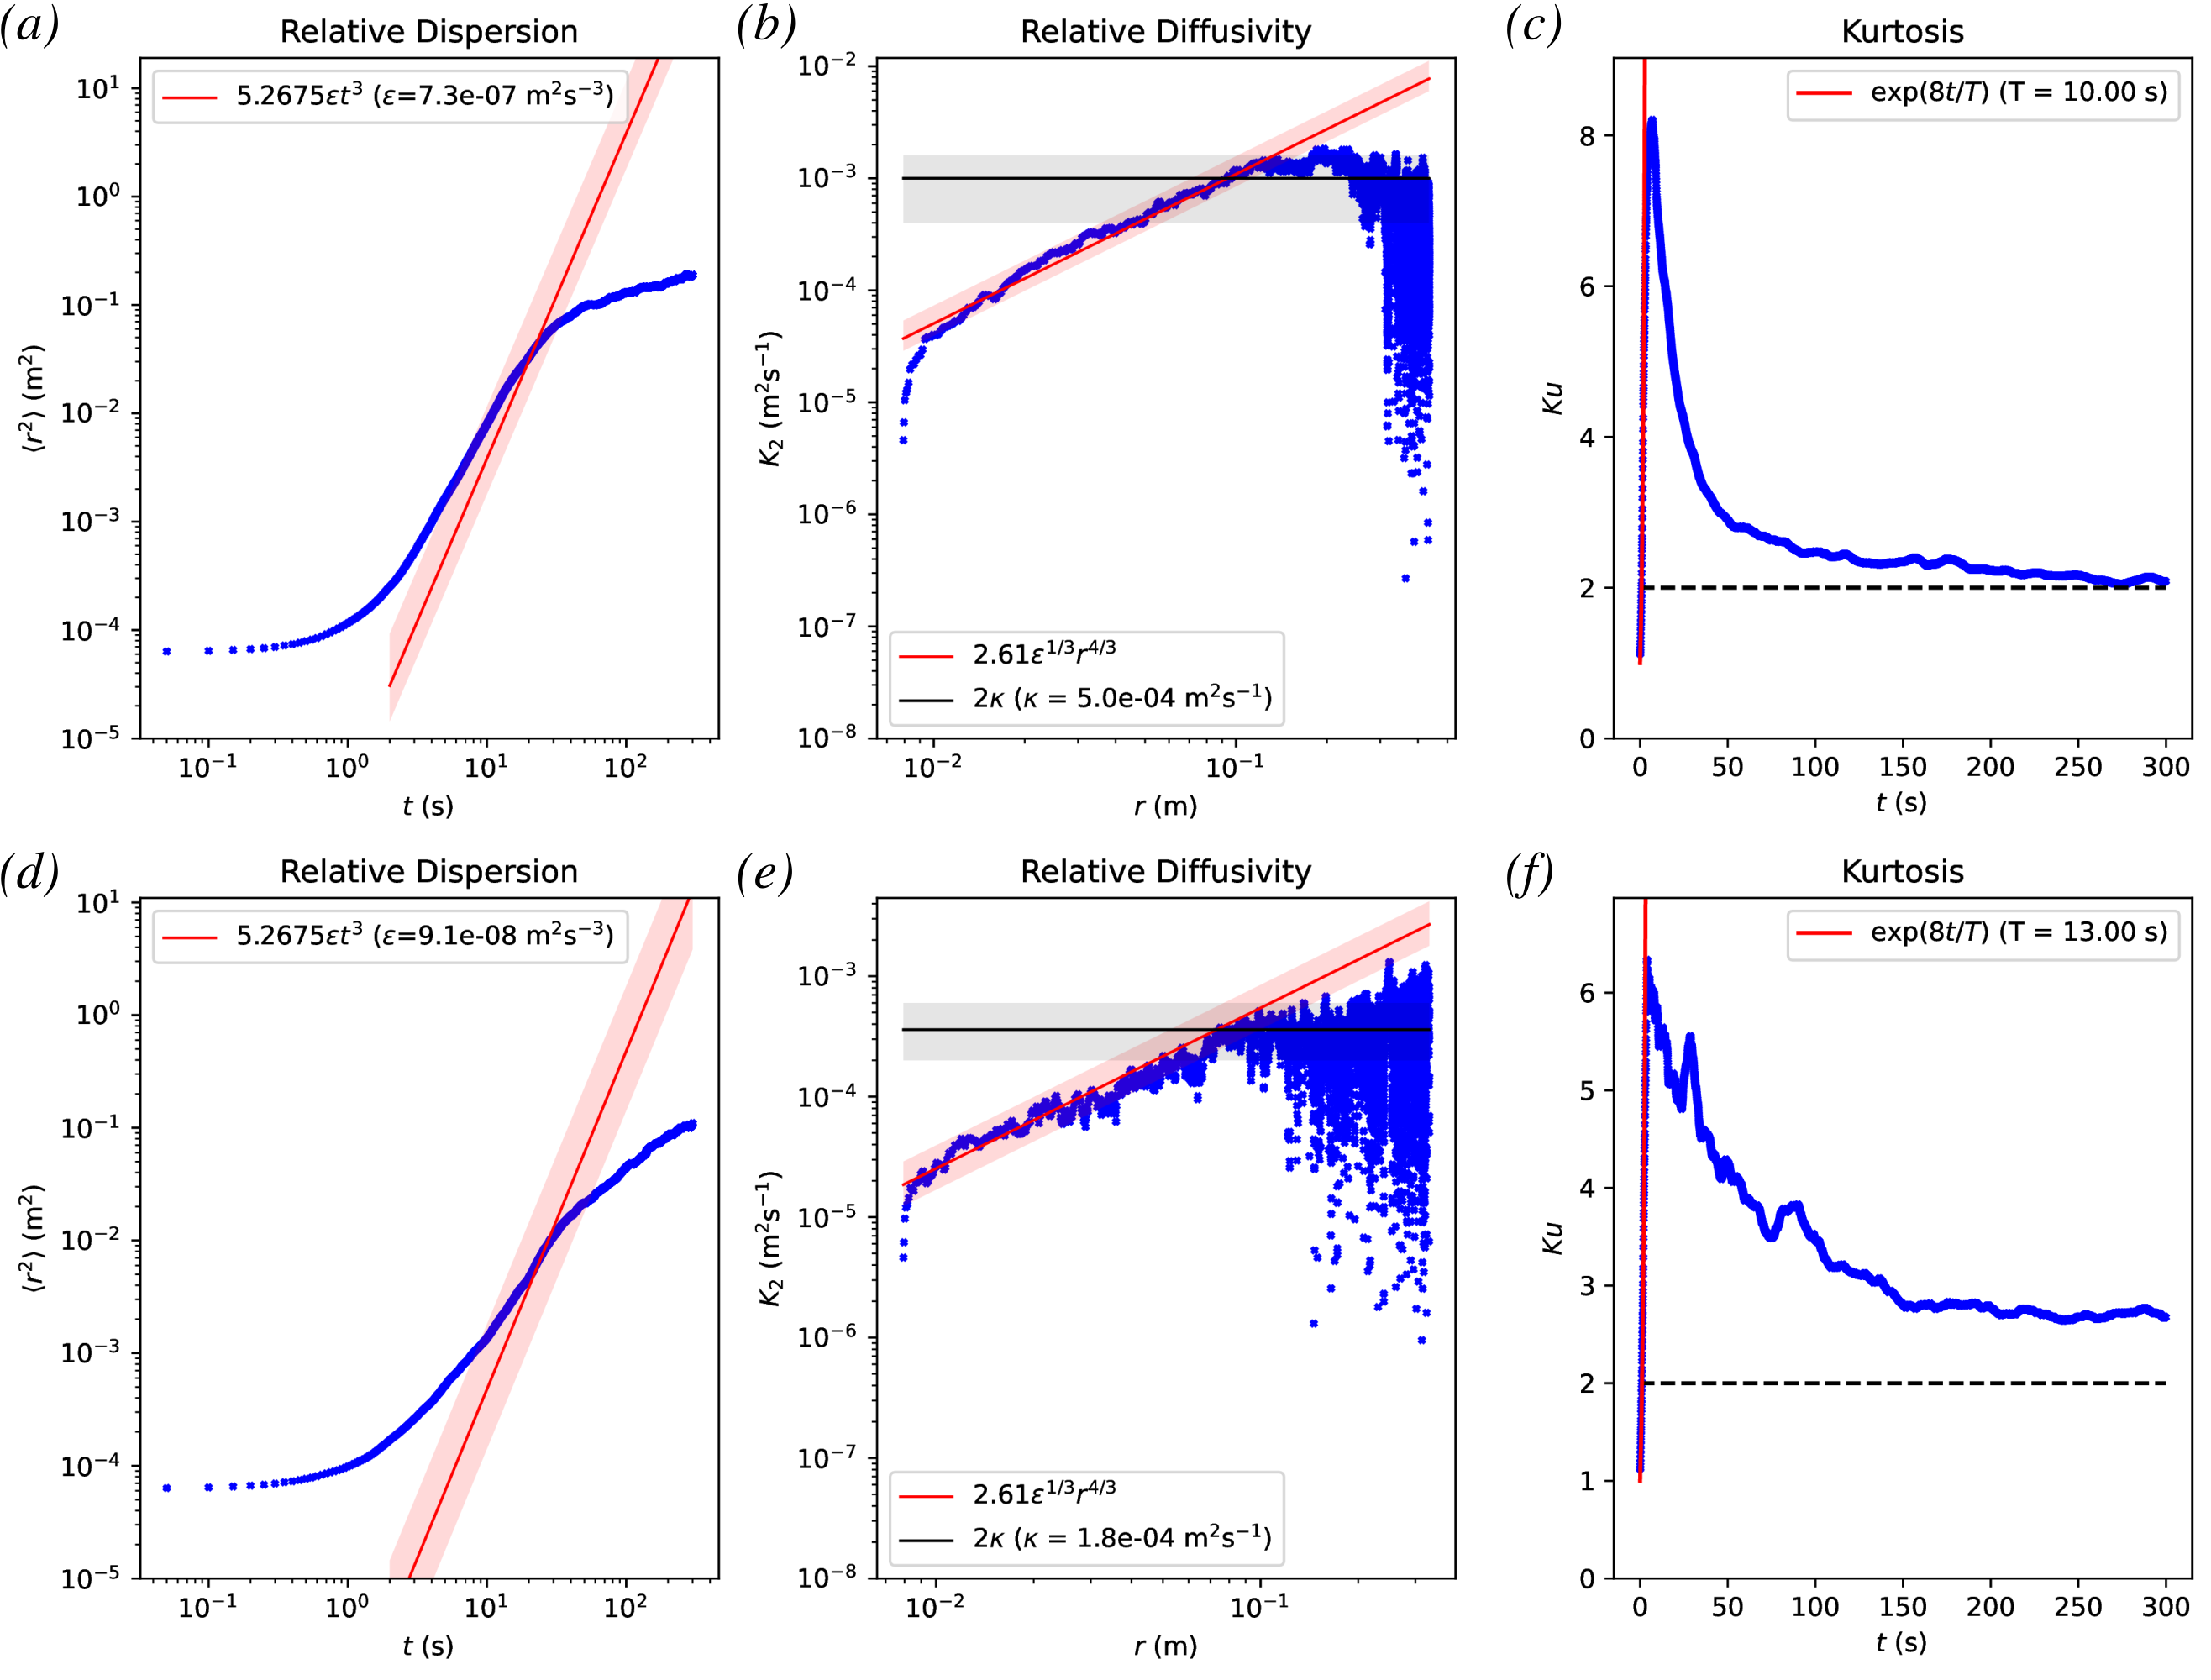 (a)
Relative Dispersion
5.2675εt³ (ε=7.3e-07 m²s⁻³)
10¹
10⁰
10⁻¹
10⁻²
10⁻³
10⁻⁴
10⁻⁵
⟨r²⟩ (m²)
10⁻¹ 10⁰ 10¹ 10²
t (s)
(b)
Relative Diffusivity
10⁻²
10⁻³
10⁻⁴
10⁻⁵
10⁻⁶
10⁻⁷
10⁻⁸
K₂ (m²s⁻¹)
2.61ε^{1/3}r^{4/3}
2κ (κ = 5.0e-04 m²s⁻¹)
10⁻² 10⁻¹
r (m)
(c)
Kurtosis
exp(8t/T) (T = 10.00 s)
8
6
4
2
0
Ku
0 50 100 150 200 250 300
t (s)
(d)
Relative Dispersion
5.2675εt³ (ε=9.1e-08 m²s⁻³)
10¹
10⁰
10⁻¹
10⁻²
10⁻³
10⁻⁴
10⁻⁵
⟨r²⟩ (m²)
10⁻¹ 10⁰ 10¹ 10²
t (s)
(e)
Relative Diffusivity
10⁻³
10⁻⁴
10⁻⁵
10⁻⁶
10⁻⁷
10⁻⁸
K₂ (m²s⁻¹)
2.61ε^{1/3}r^{4/3}
2κ (κ = 1.8e-04 m²s⁻¹)
10⁻² 10⁻¹
r (m)
(f)
Kurtosis
exp(8t/T) (T = 13.00 s)
6
5
4
3
2
1
0
Ku
0 50 100 150 200 250 300
t (s)